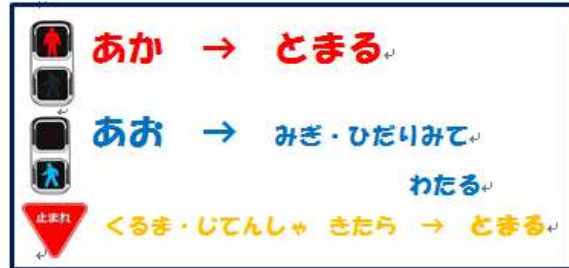 あか → とまる
あお → みぎ・ひだりみて
わたる
止まれ
くるま・じてんしゃ きたら → とまる